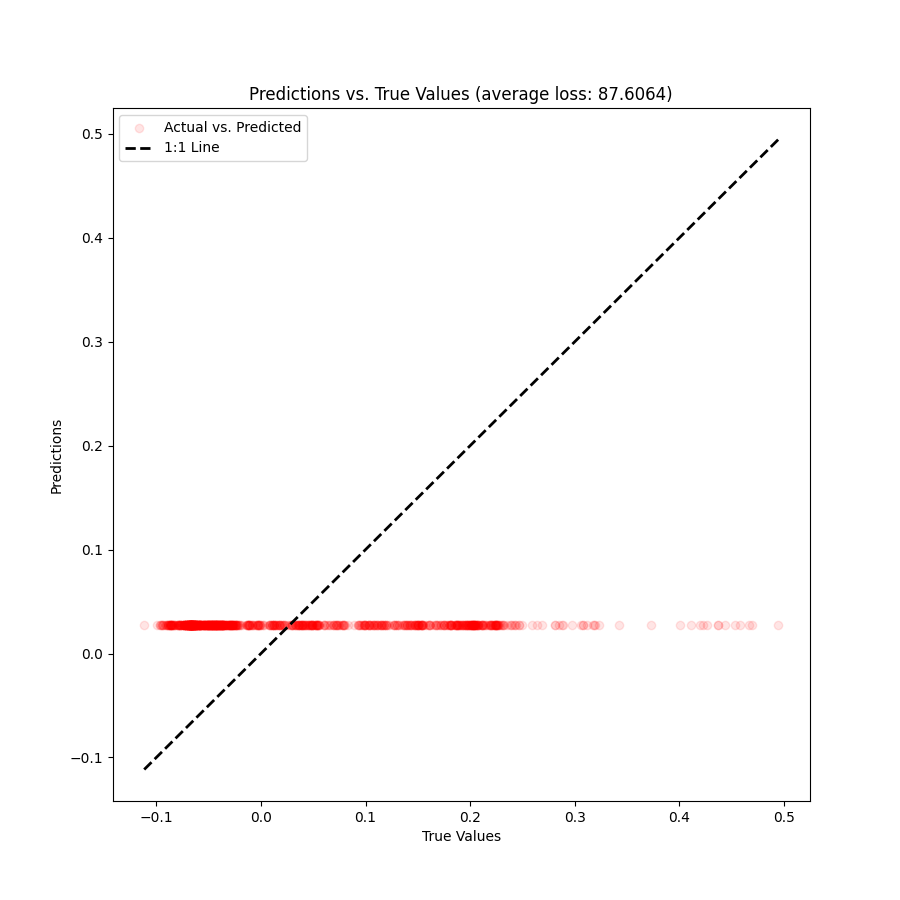 Predictions vs. True Values (average loss: 87.6064)
Actual vs. Predicted
1:1 Line
0.5
0.4
0.3
0.2
0.1
0.0
−0.1
Predictions
−0.1 0.0 0.1 0.2 0.3 0.4 0.5
True Values